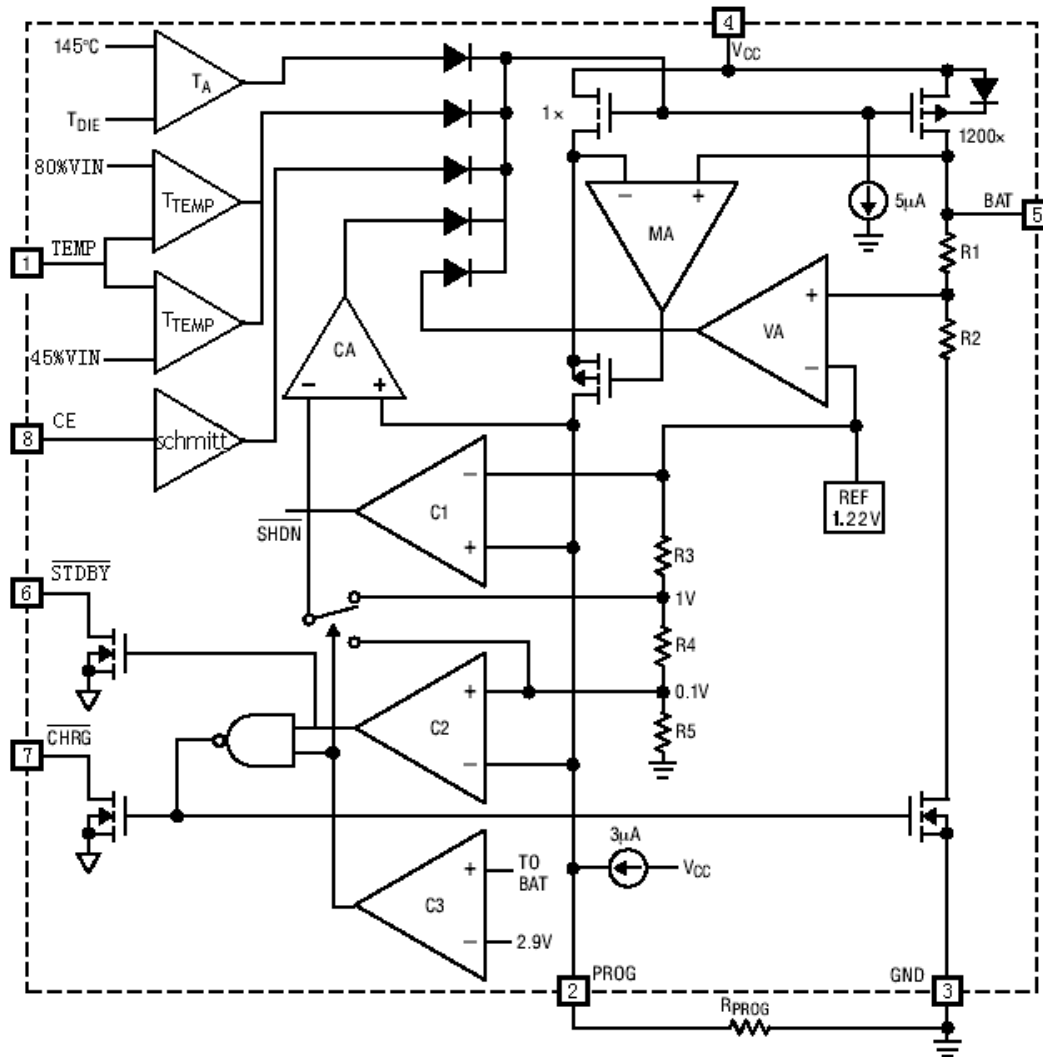 4
VCC
145°C
TA
TDIE
1×
1200×
80%VIN
TTEMP
− +
MA
5μA
BAT
5
1
TEMP
R1
TTEMP
+
VA
R2
45%VIN
CA
− +
−
8
CE
schmitt
REF
1.22V
−
C1
SHDN
+
R3
STDBY
6
1V
R4
+
0.1V
C2
R5
CHRG
7
−
3μA
VCC
+
TO
BAT
C3
−
2.9V
PROG
2
GND
3
RPROG